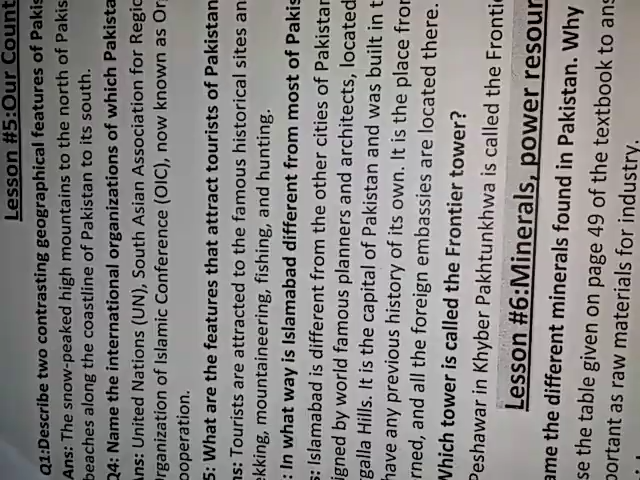 Lesson #5:Our Count
Q1:Describe two contrasting geographical features of Pakis
Ans: The snow-peaked high mountains to the north of Pakis
beaches along the coastline of Pakistan to its south.
Q4: Name the international organizations of which Pakista
ns: United Nations (UN), South Asian Association for Regio
rganization of Islamic Conference (OIC), now known as Or
ooperation.
5: What are the features that attract tourists of Pakistan
ns: Tourists are attracted to the famous historical sites an
ekking, mountaineering, fishing, and hunting.
: In what way is Islamabad different from most of Pakis
s: Islamabad is different from the other cities of Pakistan
igned by world famous planners and architects, located
galla Hills. It is the capital of Pakistan and was built in t
have any previous history of its own. It is the place from
rned, and all the foreign embassies are located there.
Which tower is called the Frontier tower?
Peshawar in Khyber Pakhtunkhwa is called the Frontie
Lesson #6:Minerals, power resour
ame the different minerals found in Pakistan. Why
se the table given on page 49 of the textbook to ans
portant as raw materials for industry.